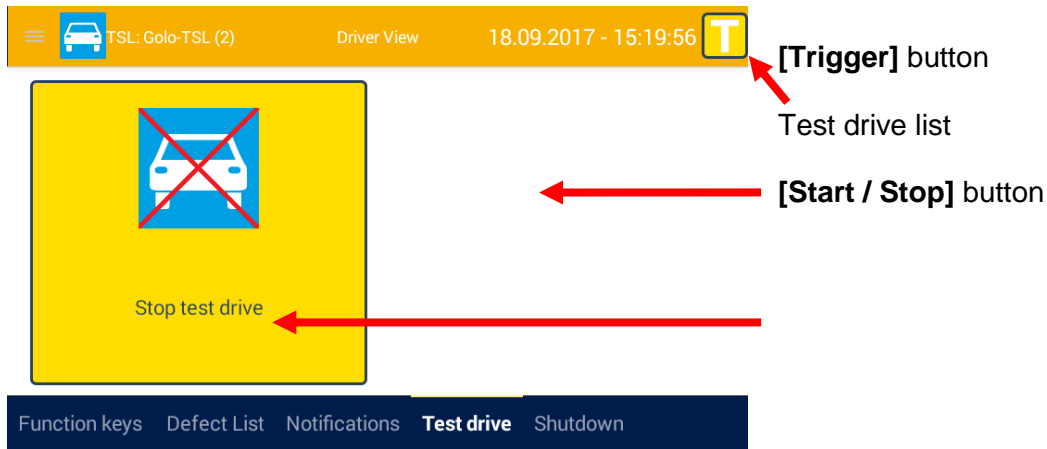 TSL: Golo-TSL (2) Driver View 18.09.2017 - 15:19:56 T
[Trigger] button
Test drive list
[Start / Stop] button
Stop test drive
Function keys Defect List Notifications Test drive Shutdown